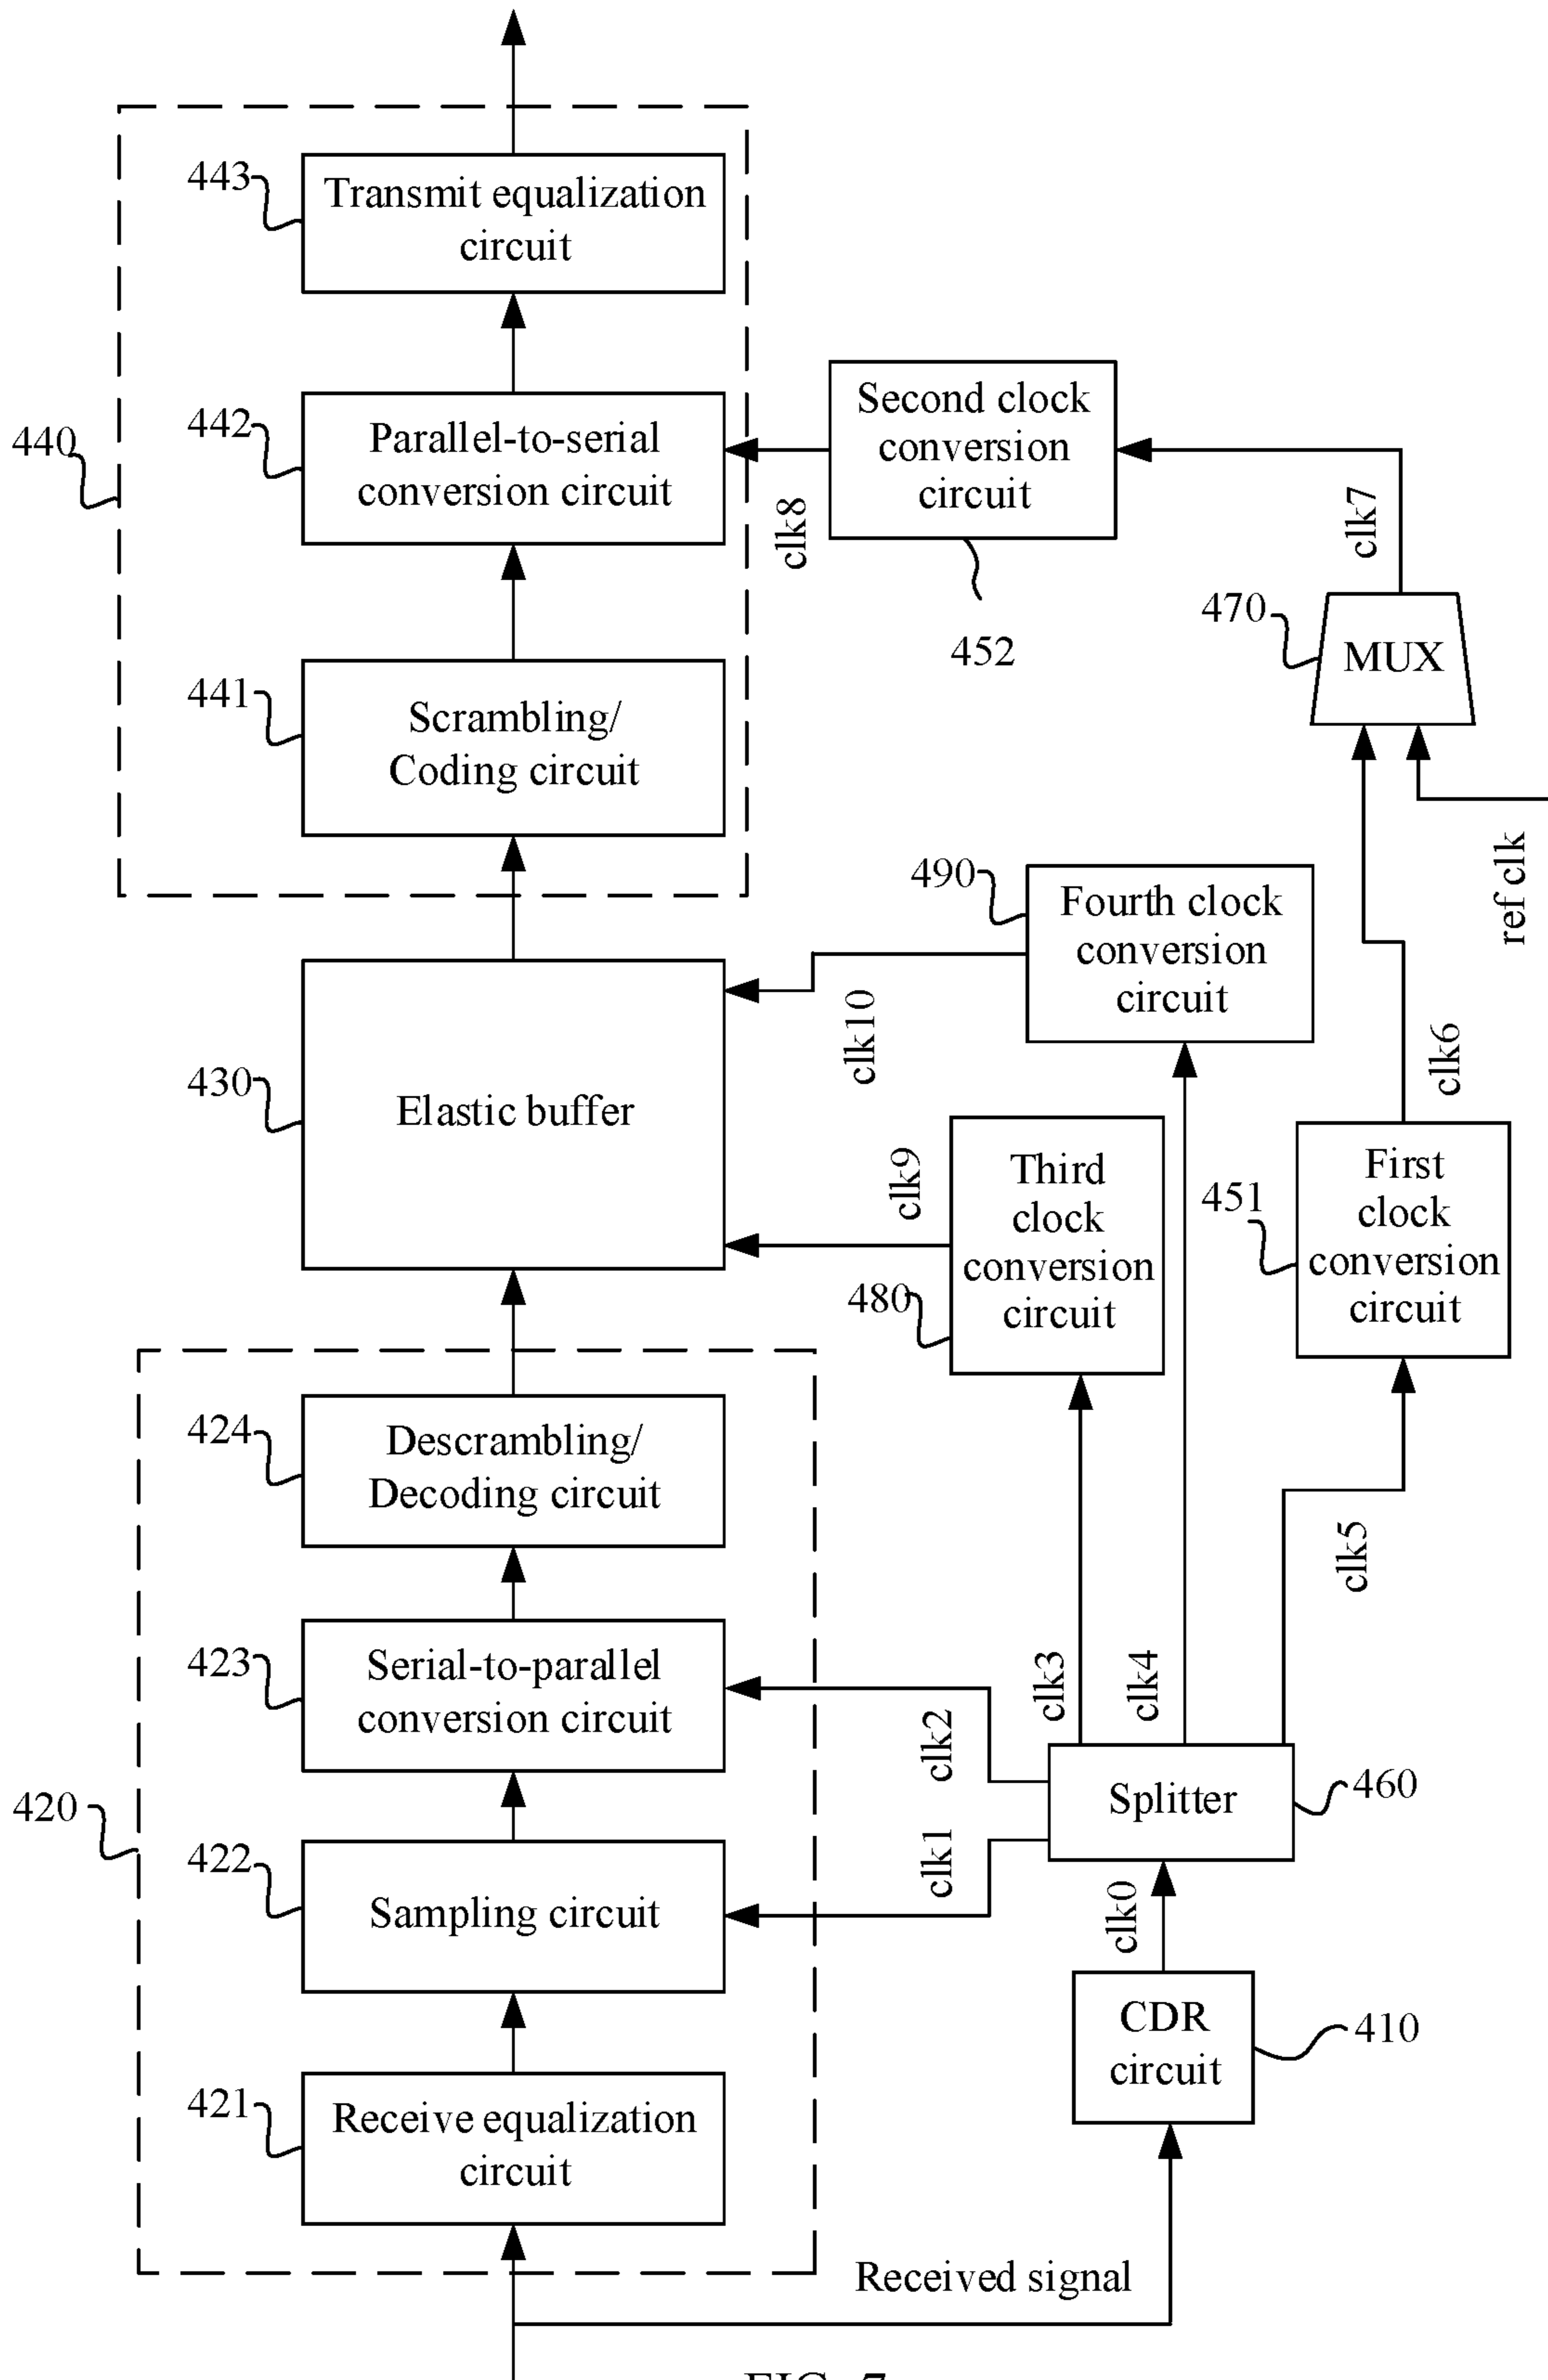 443
Transmit equalization
circuit
440
442
Parallel-to-serial
conversion circuit
clk8
Second clock
conversion
circuit
452
clk7
470
MUX
441
Scrambling/
Coding circuit
ref clk
490
Fourth clock
conversion
circuit
clk10
430
Elastic buffer
clk6
clk9
Third
clock
conversion
circuit
480
451
First
clock
conversion
circuit
424
Descrambling/
Decoding circuit
clk5
423
Serial-to-parallel
conversion circuit
clk2
clk3
clk4
420
Splitter
460
422
Sampling circuit
clk1
clk0
CDR
circuit
410
421
Receive equalization
circuit
Received signal
FIG. 7